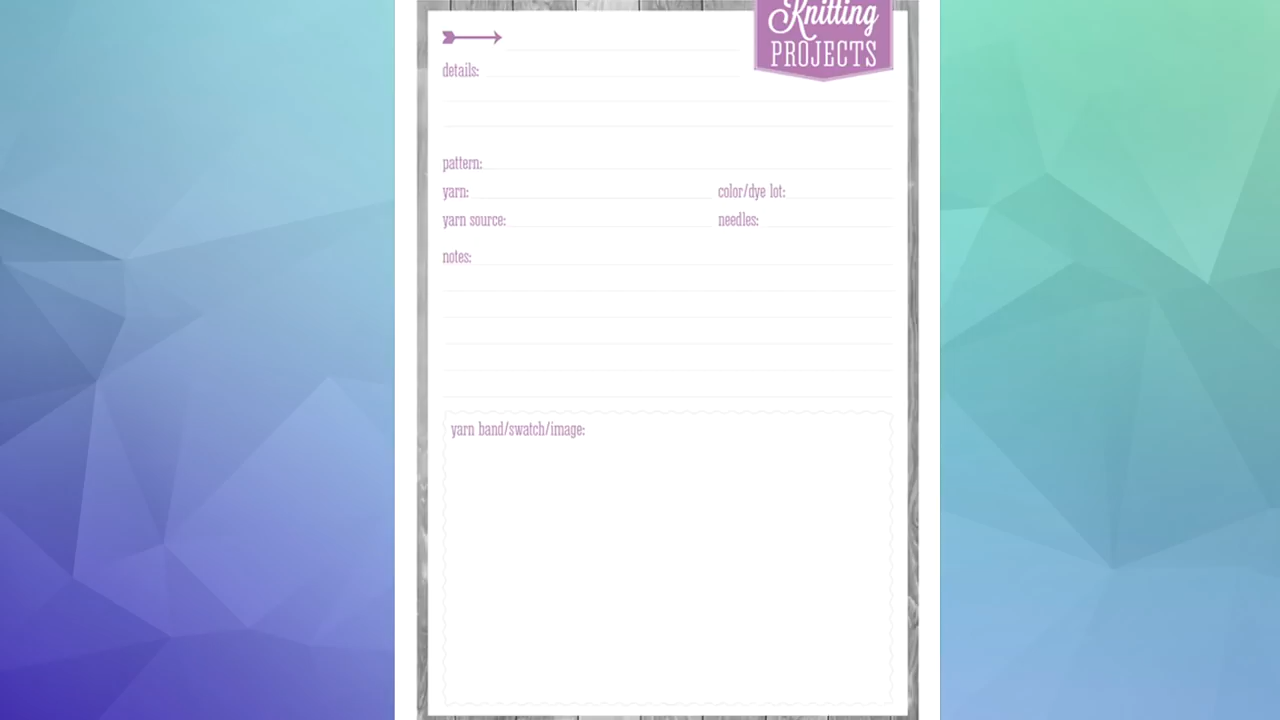 Knitting
PROJECTS
details:
pattern:
yarn:
color/dye lot:
yarn source:
needles:
notes:
yarn band/swatch/image: